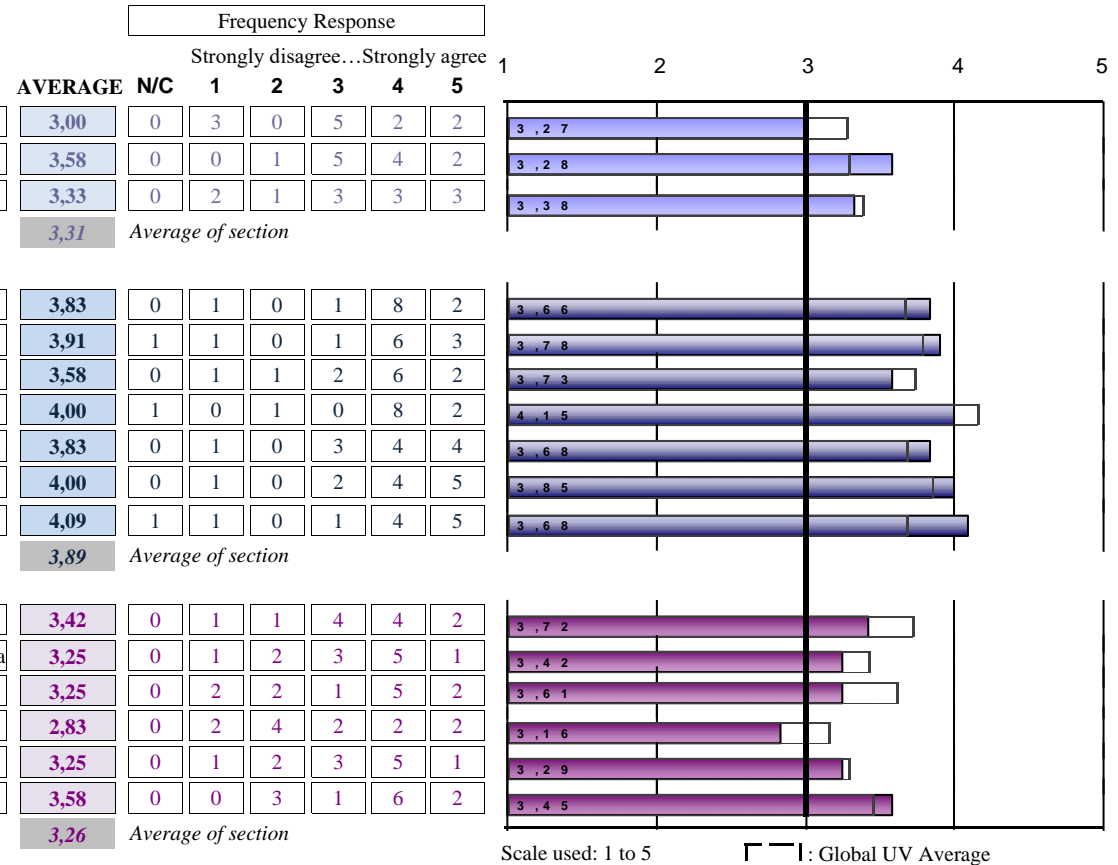 Frequency Response
Strongly disagree…Strongly agree
AVERAGE N/C 1 2 3 4 5 1 2 3 4 5
3,00 0 3 0 5 2 2 3,27
3,58 0 0 1 5 4 2 3,28
3,33 0 2 1 3 3 3 3,38
3,31 Average of section
3,83 0 1 0 1 8 2 3,66
3,91 1 1 0 1 6 3 3,78
3,58 0 1 1 2 6 2 3,73
4,00 1 0 1 0 8 2 4,15
3,83 0 1 0 3 4 4 3,68
4,00 0 1 0 2 4 5 3,85
4,09 1 1 0 1 4 5 3,68
3,89 Average of section
3,42 0 1 1 4 4 2 3,72
a 3,25 0 1 2 3 5 1 3,42
3,25 0 2 2 1 5 2 3,61
2,83 0 2 4 2 2 2 3,16
3,25 0 1 2 3 5 1 3,29
3,58 0 0 3 1 6 2 3,45
3,26 Average of section
Scale used: 1 to 5 : Global UV Average